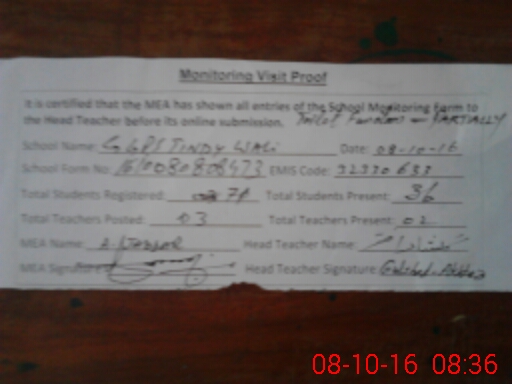 Monitoring Visit Proof
It is certified that the MEA has shown all entries of the School Monitoring Form to
the Head Teacher before its online submission. PARTIALLY
School Name: GGPS TINDY WALI Date: 08-10-16
School Form No: EMIS Code:
Total Students Registered: 78 Total Students Present: 36
Total Teachers Posted: 03 Total Teachers Present: 02
MEA Name: A. JABBAR Head Teacher Name:
MEA Signature: Head Teacher Signature:
08-10-16 08:36